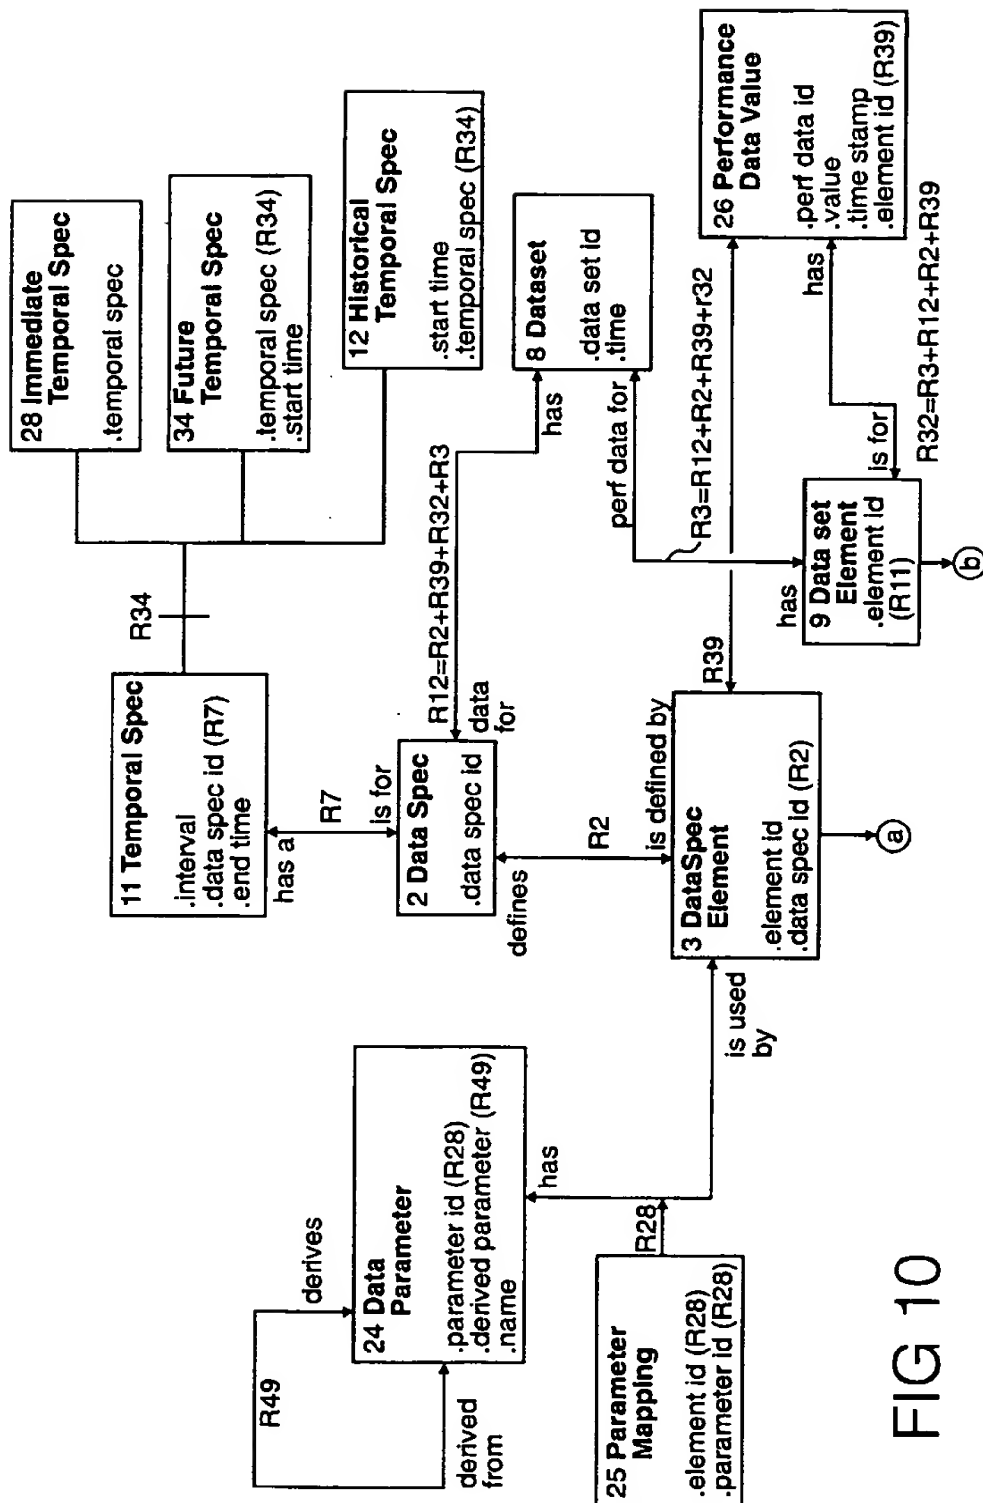 28 Immediate
Temporal Spec
.temporal spec
34 Future
Temporal Spec
.temporal spec (R34)
.start time
12 Historical
Temporal Spec
.start time
.temporal spec (R34)
R34
11 Temporal Spec
.interval
.data spec id (R7)
.end time
has a
R7
is for
2 Data Spec
.data spec id
data
for
R12=R2+R39+R32+R3
has
8 Dataset
.data set id
.time
perf data for
R3=R12+R2+R39+r32
has
defines
R2
is defined by
3 DataSpec
Element
.element id
.data spec id (R2)
a
R39
9 Data set
Element
.element id
(R11)
b
is for
R32=R3+R12+R2+R39
has
26 Performance
Data Value
.perf data id
.value
.time stamp
.element id (R39)
R49
derives
derived
from
24 Data
Parameter
.parameter id (R28)
.derived parameter (R49)
.name
has
is used
by
R28
25 Parameter
Mapping
.element id (R28)
.parameter id (R28)
FIG 10